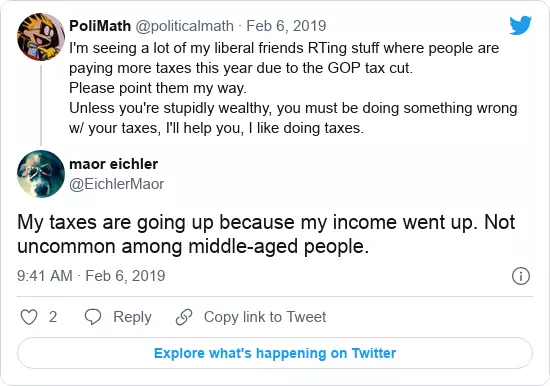 PoliMath @politicalmath · Feb 6, 2019
I'm seeing a lot of my liberal friends RTing stuff where people are
paying more taxes this year due to the GOP tax cut.
Please point them my way.
Unless you're stupidly wealthy, you must be doing something wrong
w/ your taxes, I'll help you, I like doing taxes.
maor eichler
@EichlerMaor
My taxes are going up because my income went up. Not
uncommon among middle-aged people.
9:41 AM · Feb 6, 2019
2 Reply Copy link to Tweet
Explore what's happening on Twitter